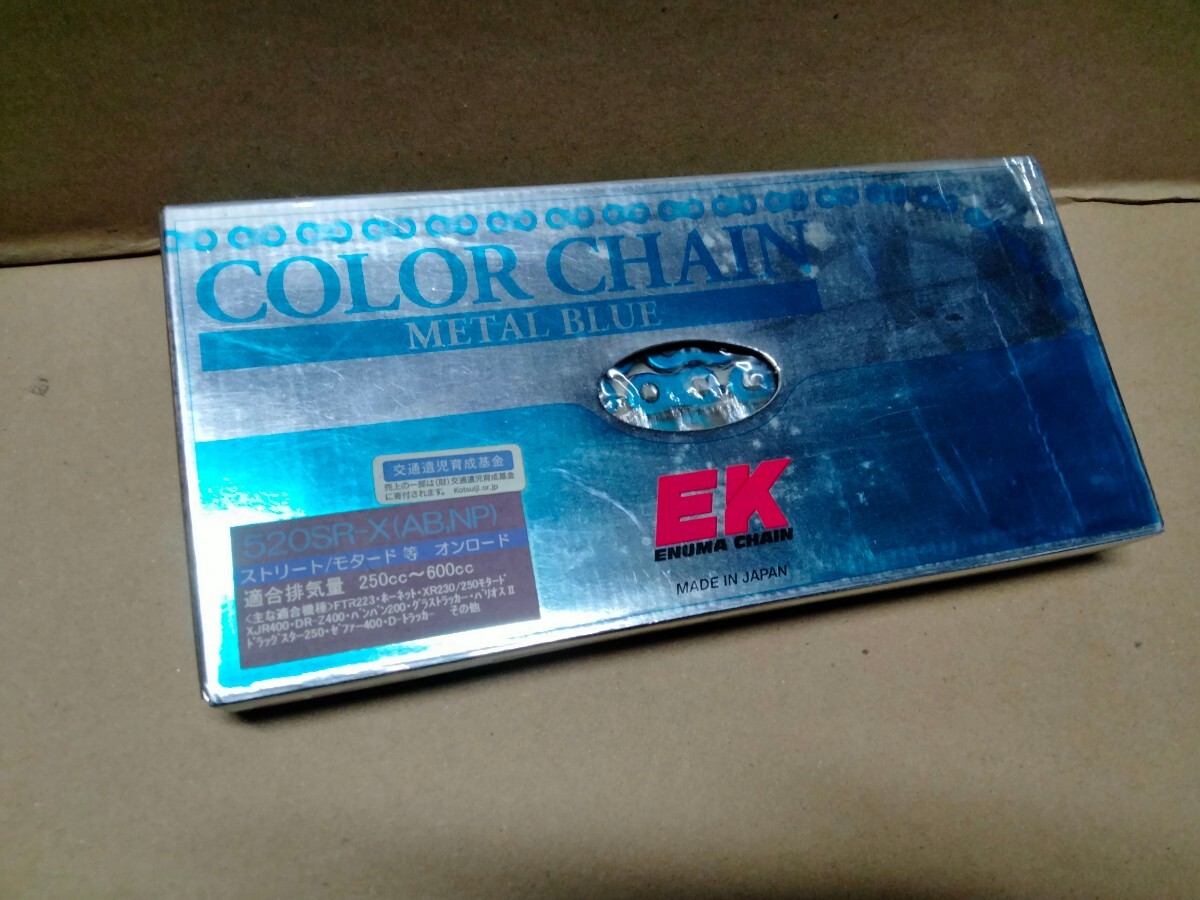 COLOR CHAIN
METAL BLUE
交通遺児育成基金
売上の一部は(財)交通遺児育成基金
に寄付されます。 Kotsuiji.or.jp
520SR-X(AB,NP)
ストリート/モタード等 オンロード
適合排気量 250cc～600cc
<主な適合機種>FTR223・ホーネット・XR230/250モタード
XJR400・DR-Z400・バンバン200・グラストラッカー・バリオスII
ドラッグスター250・ゼファー400・D-トラッカー その他
EK
ENUMA CHAIN
MADE IN JAPAN